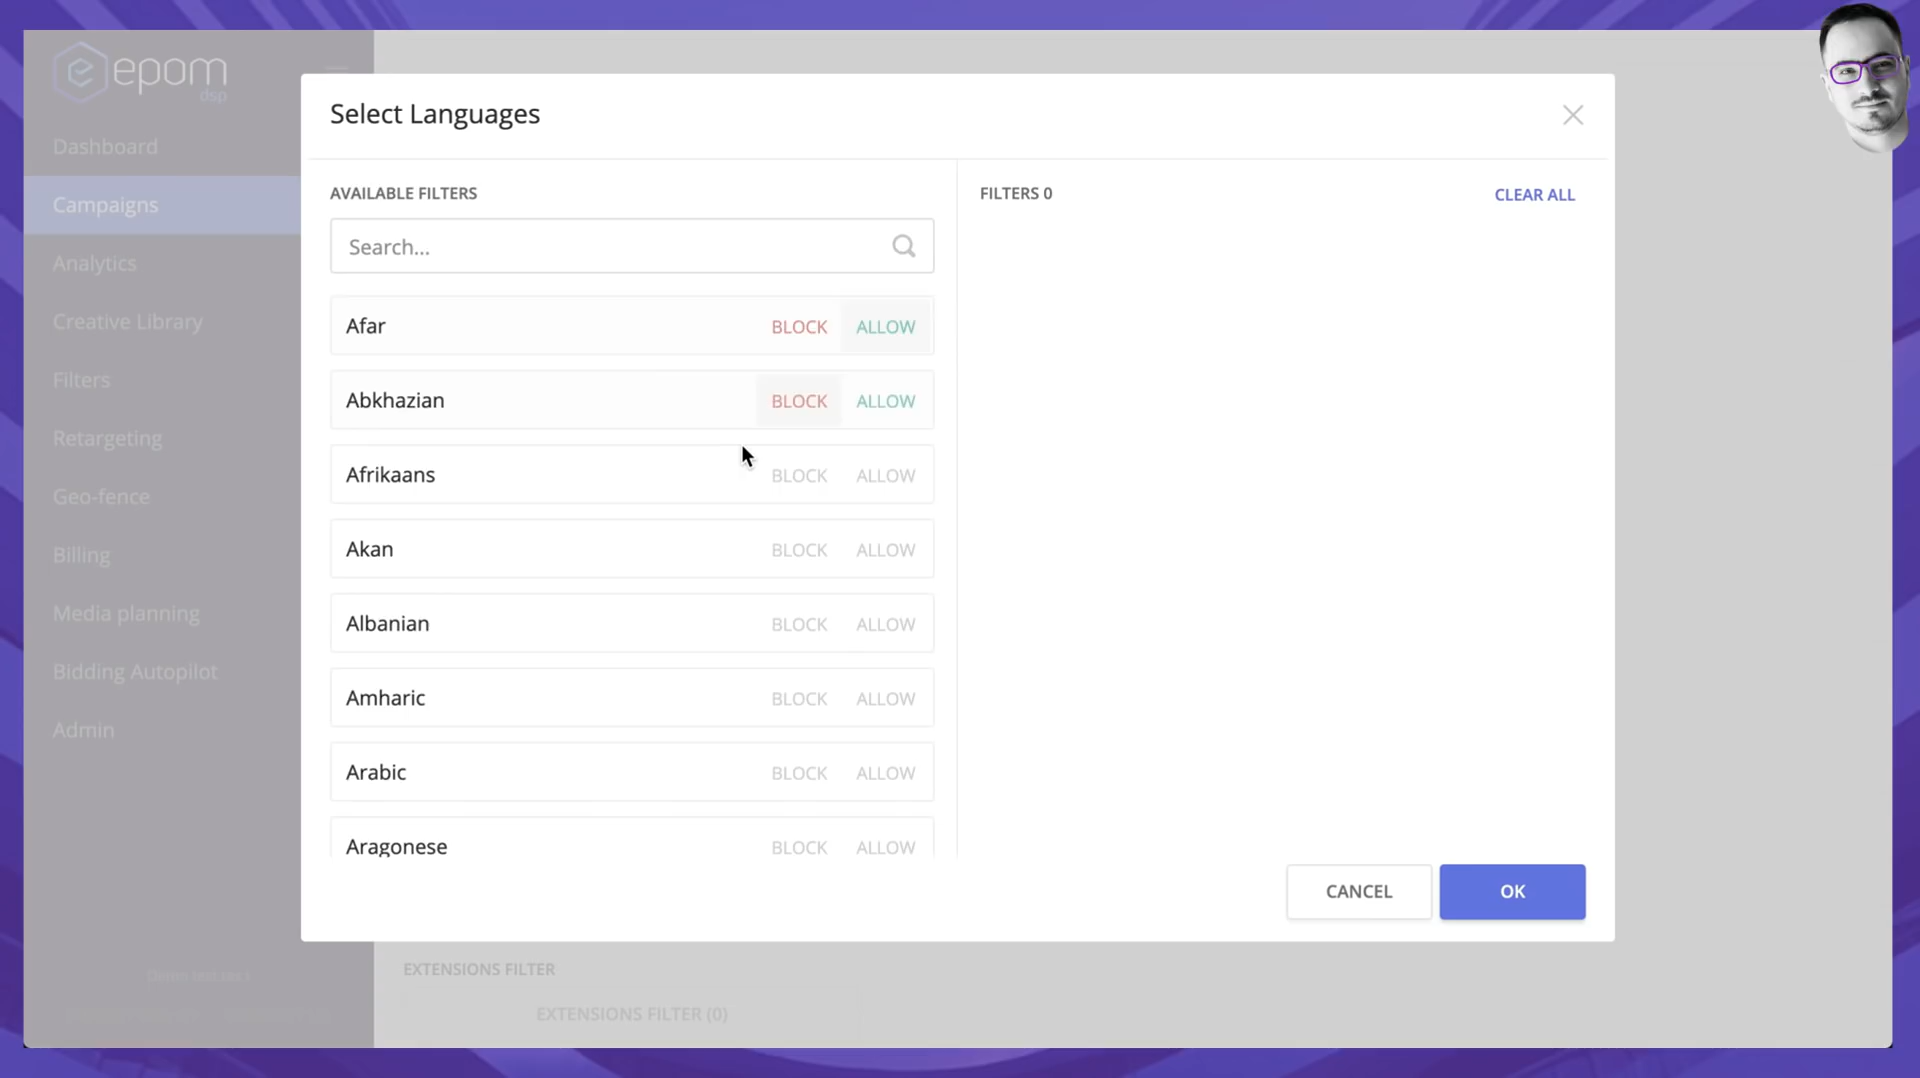 epom
dsp
Dashboard
Campaigns
Analytics
Creative Library
Filters
Retargeting
Geo-fence
Billing
Media planning
Bidding Autopilot
Admin
Select Languages
AVAILABLE FILTERS
Search...
Afar BLOCK ALLOW
Abkhazian BLOCK ALLOW
Afrikaans BLOCK ALLOW
Akan BLOCK ALLOW
Albanian BLOCK ALLOW
Amharic BLOCK ALLOW
Arabic BLOCK ALLOW
Aragonese BLOCK ALLOW
FILTERS 0
CLEAR ALL
CANCEL
OK
EXTENSIONS FILTER
EXTENSIONS FILTER (0)